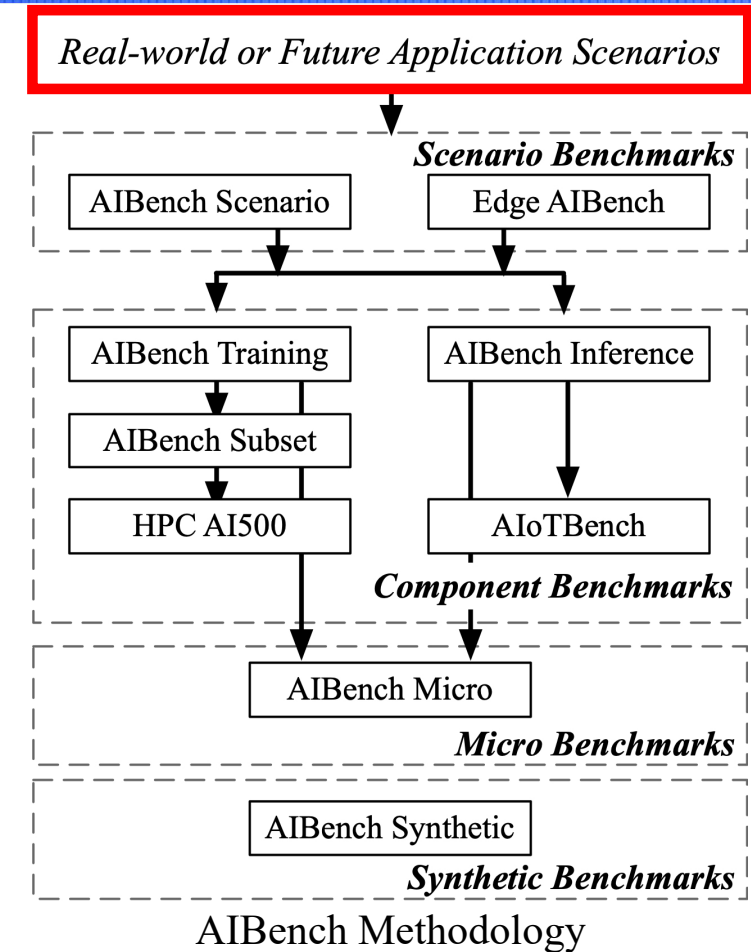 Real-world or Future Application Scenarios
Scenario Benchmarks
AIBench Scenario
Edge AIBench
AIBench Training
AIBench Inference
AIBench Subset
HPC AI500
AIoTBench
Component Benchmarks
AIBench Micro
Micro Benchmarks
AIBench Synthetic
Synthetic Benchmarks
AIBench Methodology